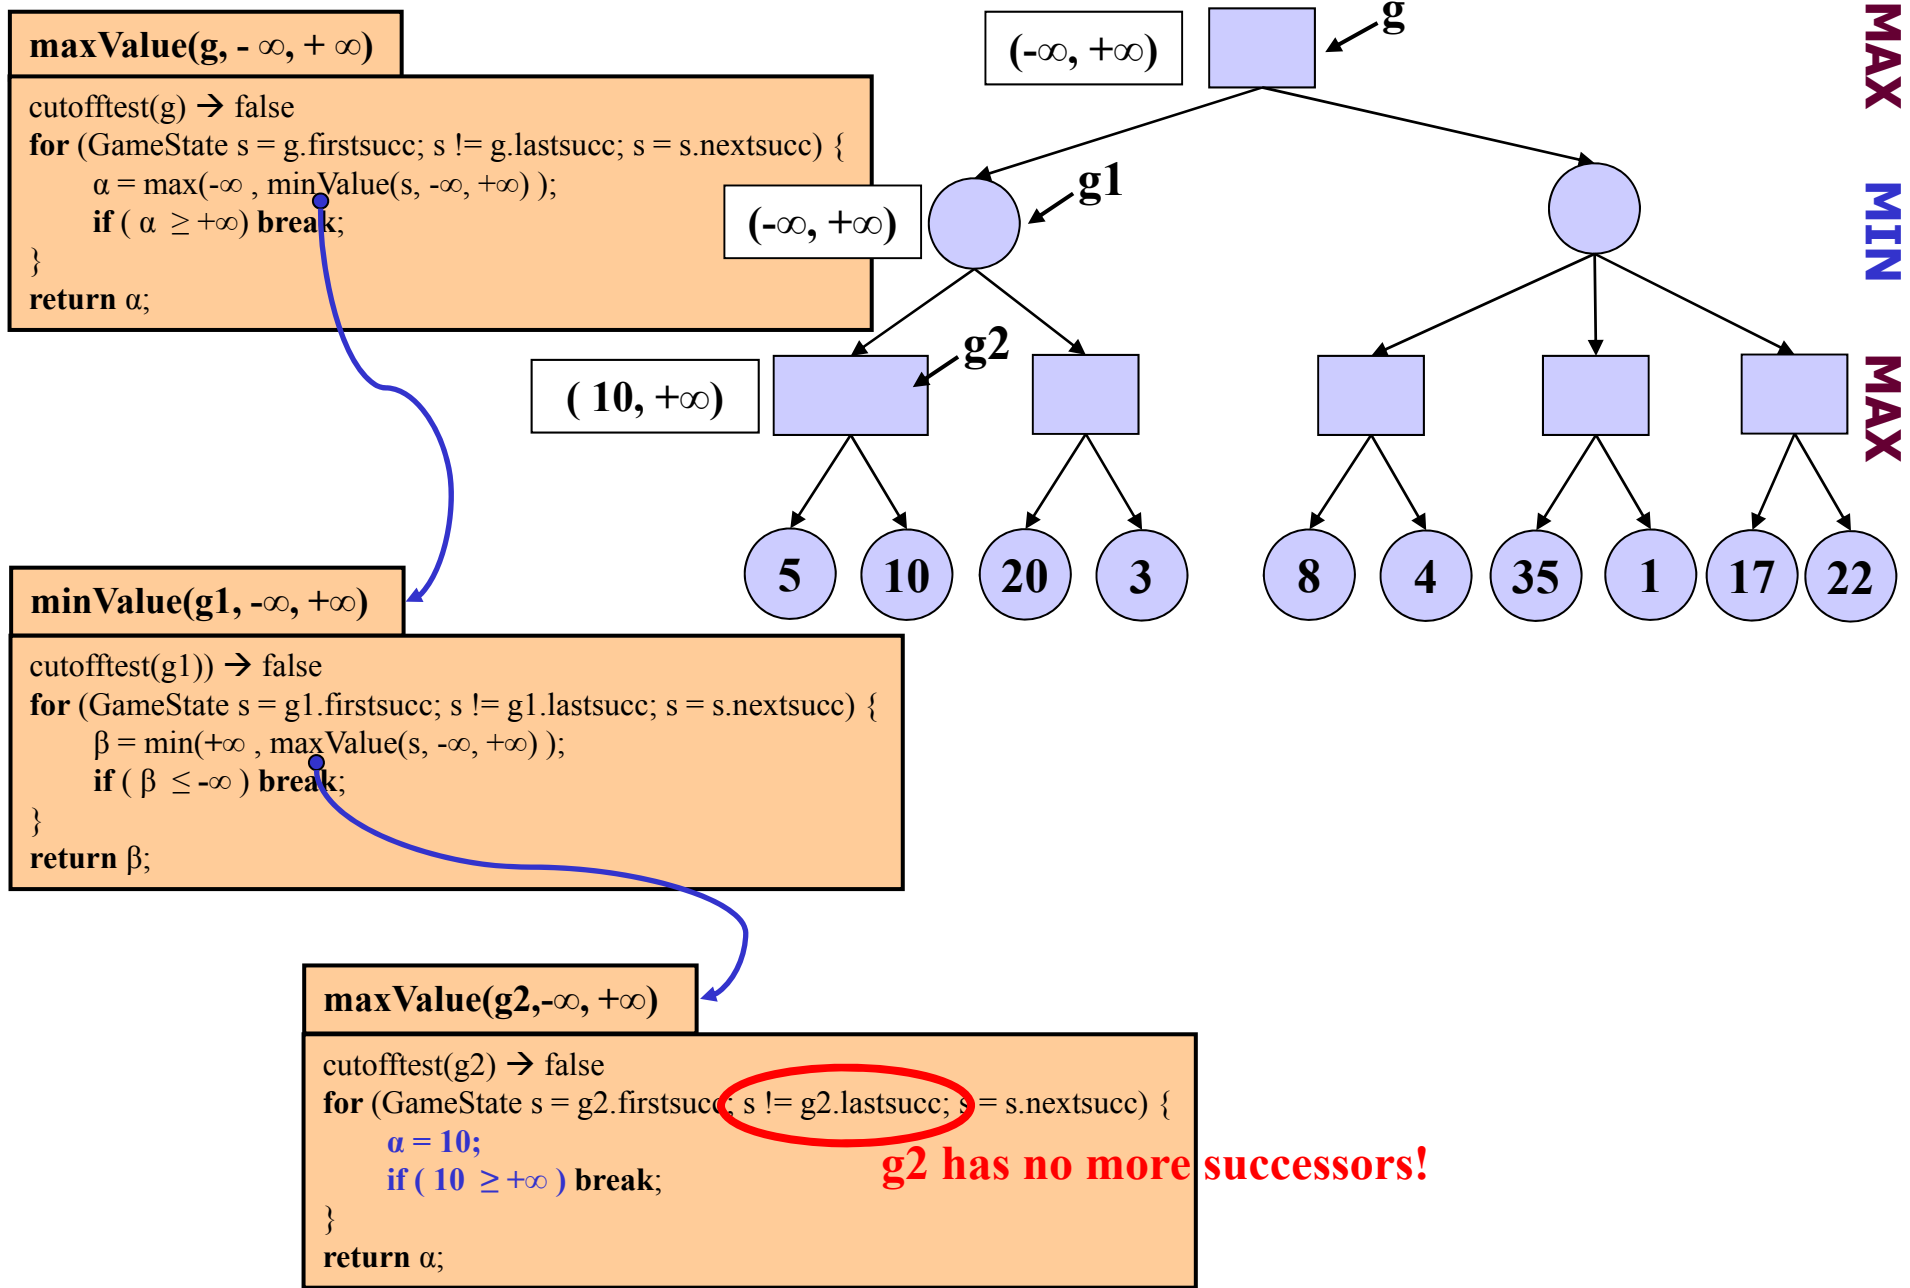 maxValue(g, - ∞, + ∞)
cutofftest(g) → false
for (GameState s = g.firstsucc; s != g.lastsucc; s = s.nextsucc) {
α = max(-∞ , minValue(s, -∞, +∞) );
if ( α ≥ +∞) break;
}
return α;
(-∞, +∞)
g
MAX
(-∞, +∞)
g1
MIN
( 10, +∞)
g2
MAX
5 10 20 3 8 4 35 1 17 22
minValue(g1, -∞, +∞)
cutofftest(g1)) → false
for (GameState s = g1.firstsucc; s != g1.lastsucc; s = s.nextsucc) {
β = min(+∞ , maxValue(s, -∞, +∞) );
if ( β ≤ -∞ ) break;
}
return β;
maxValue(g2,-∞, +∞)
cutofftest(g2) → false
for (GameState s = g2.firstsucc; s != g2.lastsucc; s = s.nextsucc) {
α = 10;
if ( 10 ≥ +∞ ) break;
}
return α;
g2 has no more successors!